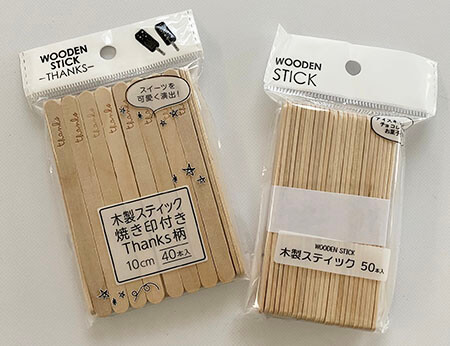 WOODEN
STICK
-THANKS-
スイーツを
可愛く演出!
thanks
thanks
thanks
thanks
木製スティック
焼き印付き
Thanks柄
10cm 40本入
WOODEN
STICK
WOODEN STICK
木製スティック 50本入